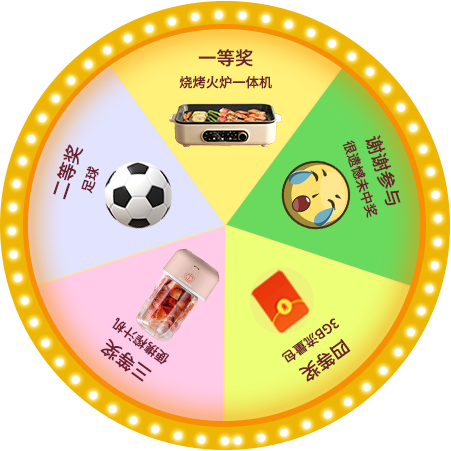 一等奖
烧烤火炉一体机
谢谢参与
很遗憾未中奖
四等奖
3GB流量包
三等奖
便携榨汁机
二等奖
足球